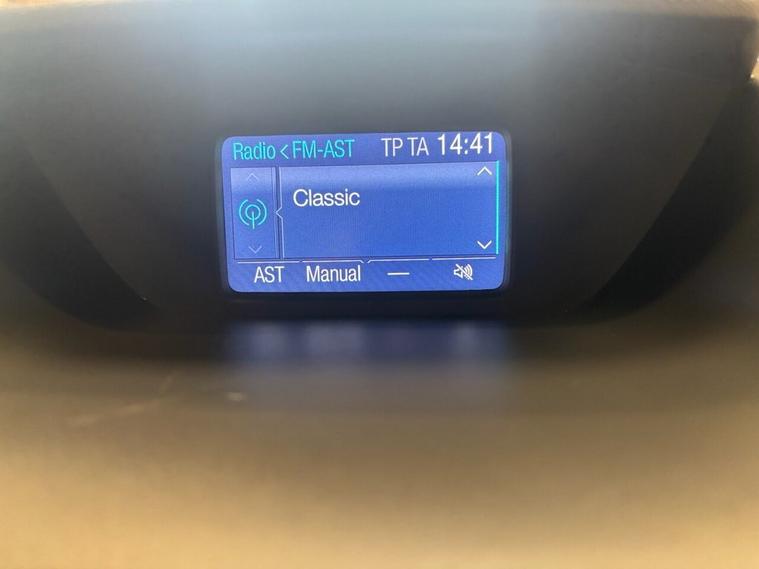 Radio < FM-AST TP TA 14:41
Classic
AST Manual —